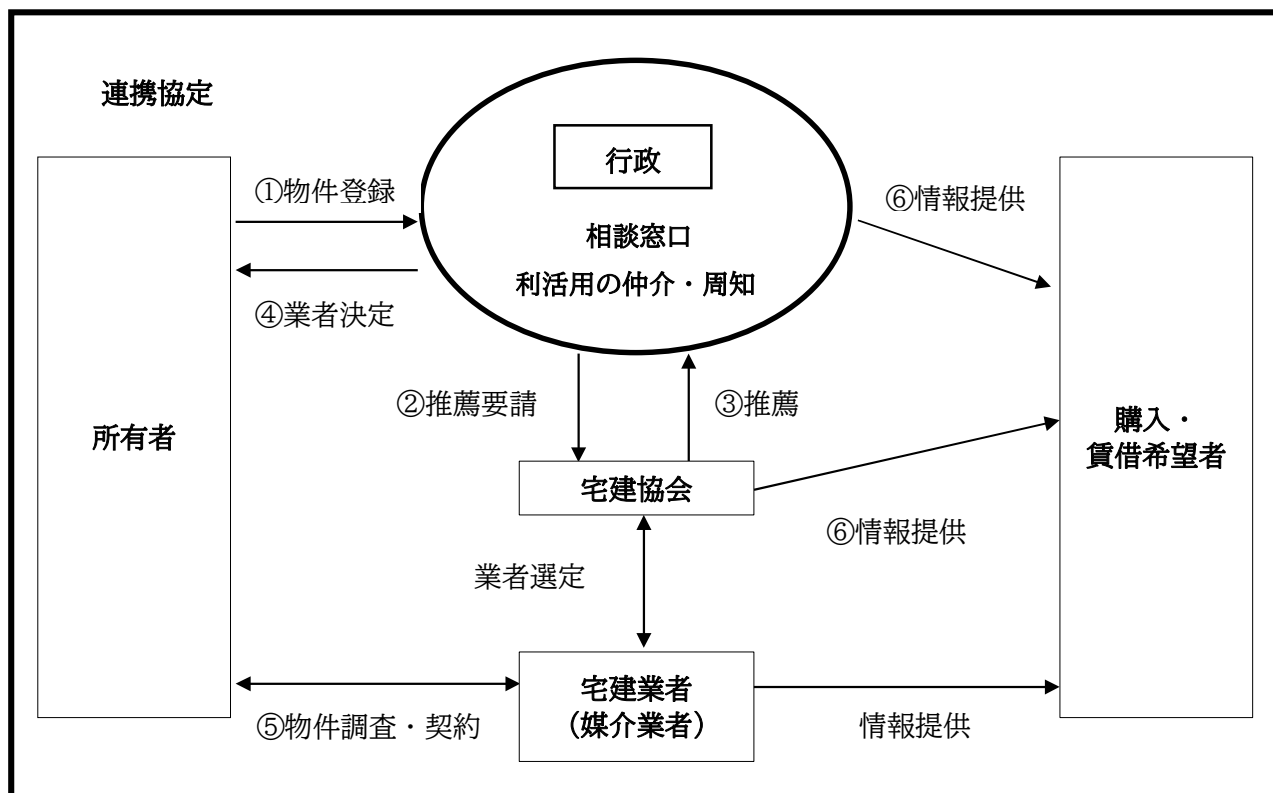 連携協定
行政
①物件登録
⑥情報提供
相談窓口
利活用の仲介・周知
④業者決定
②推薦要請
③推薦
所有者
購入・
賃借希望者
宅建協会
⑥情報提供
業者選定
宅建業者
（媒介業者）
⑤物件調査・契約
情報提供